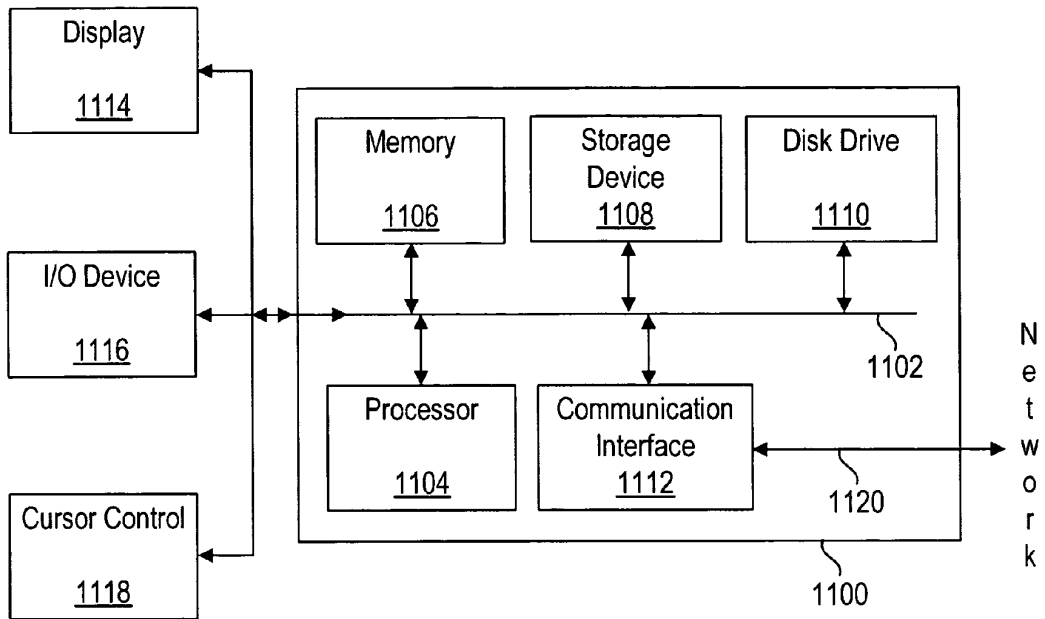 Display
1114
I/O Device
1116
Cursor Control
1118
Memory
1106
Storage
Device
1108
Disk Drive
1110
1102
Processor
1104
Communication
Interface
1112
1120
1100
Network